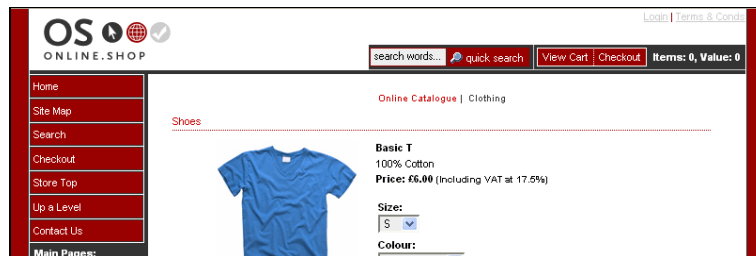 Login | Terms & Conds
OS
ONLINE.SHOP
search words... quick search View Cart Checkout Items: 0, Value: 0
Home
Site Map
Search
Checkout
Store Top
Up a Level
Contact Us
Main Pages:
Online Catalogue | Clothing
Shoes
Basic T
100% Cotton
Price: £6.00 (Including VAT at 17.5%)
Size:
S
Colour: